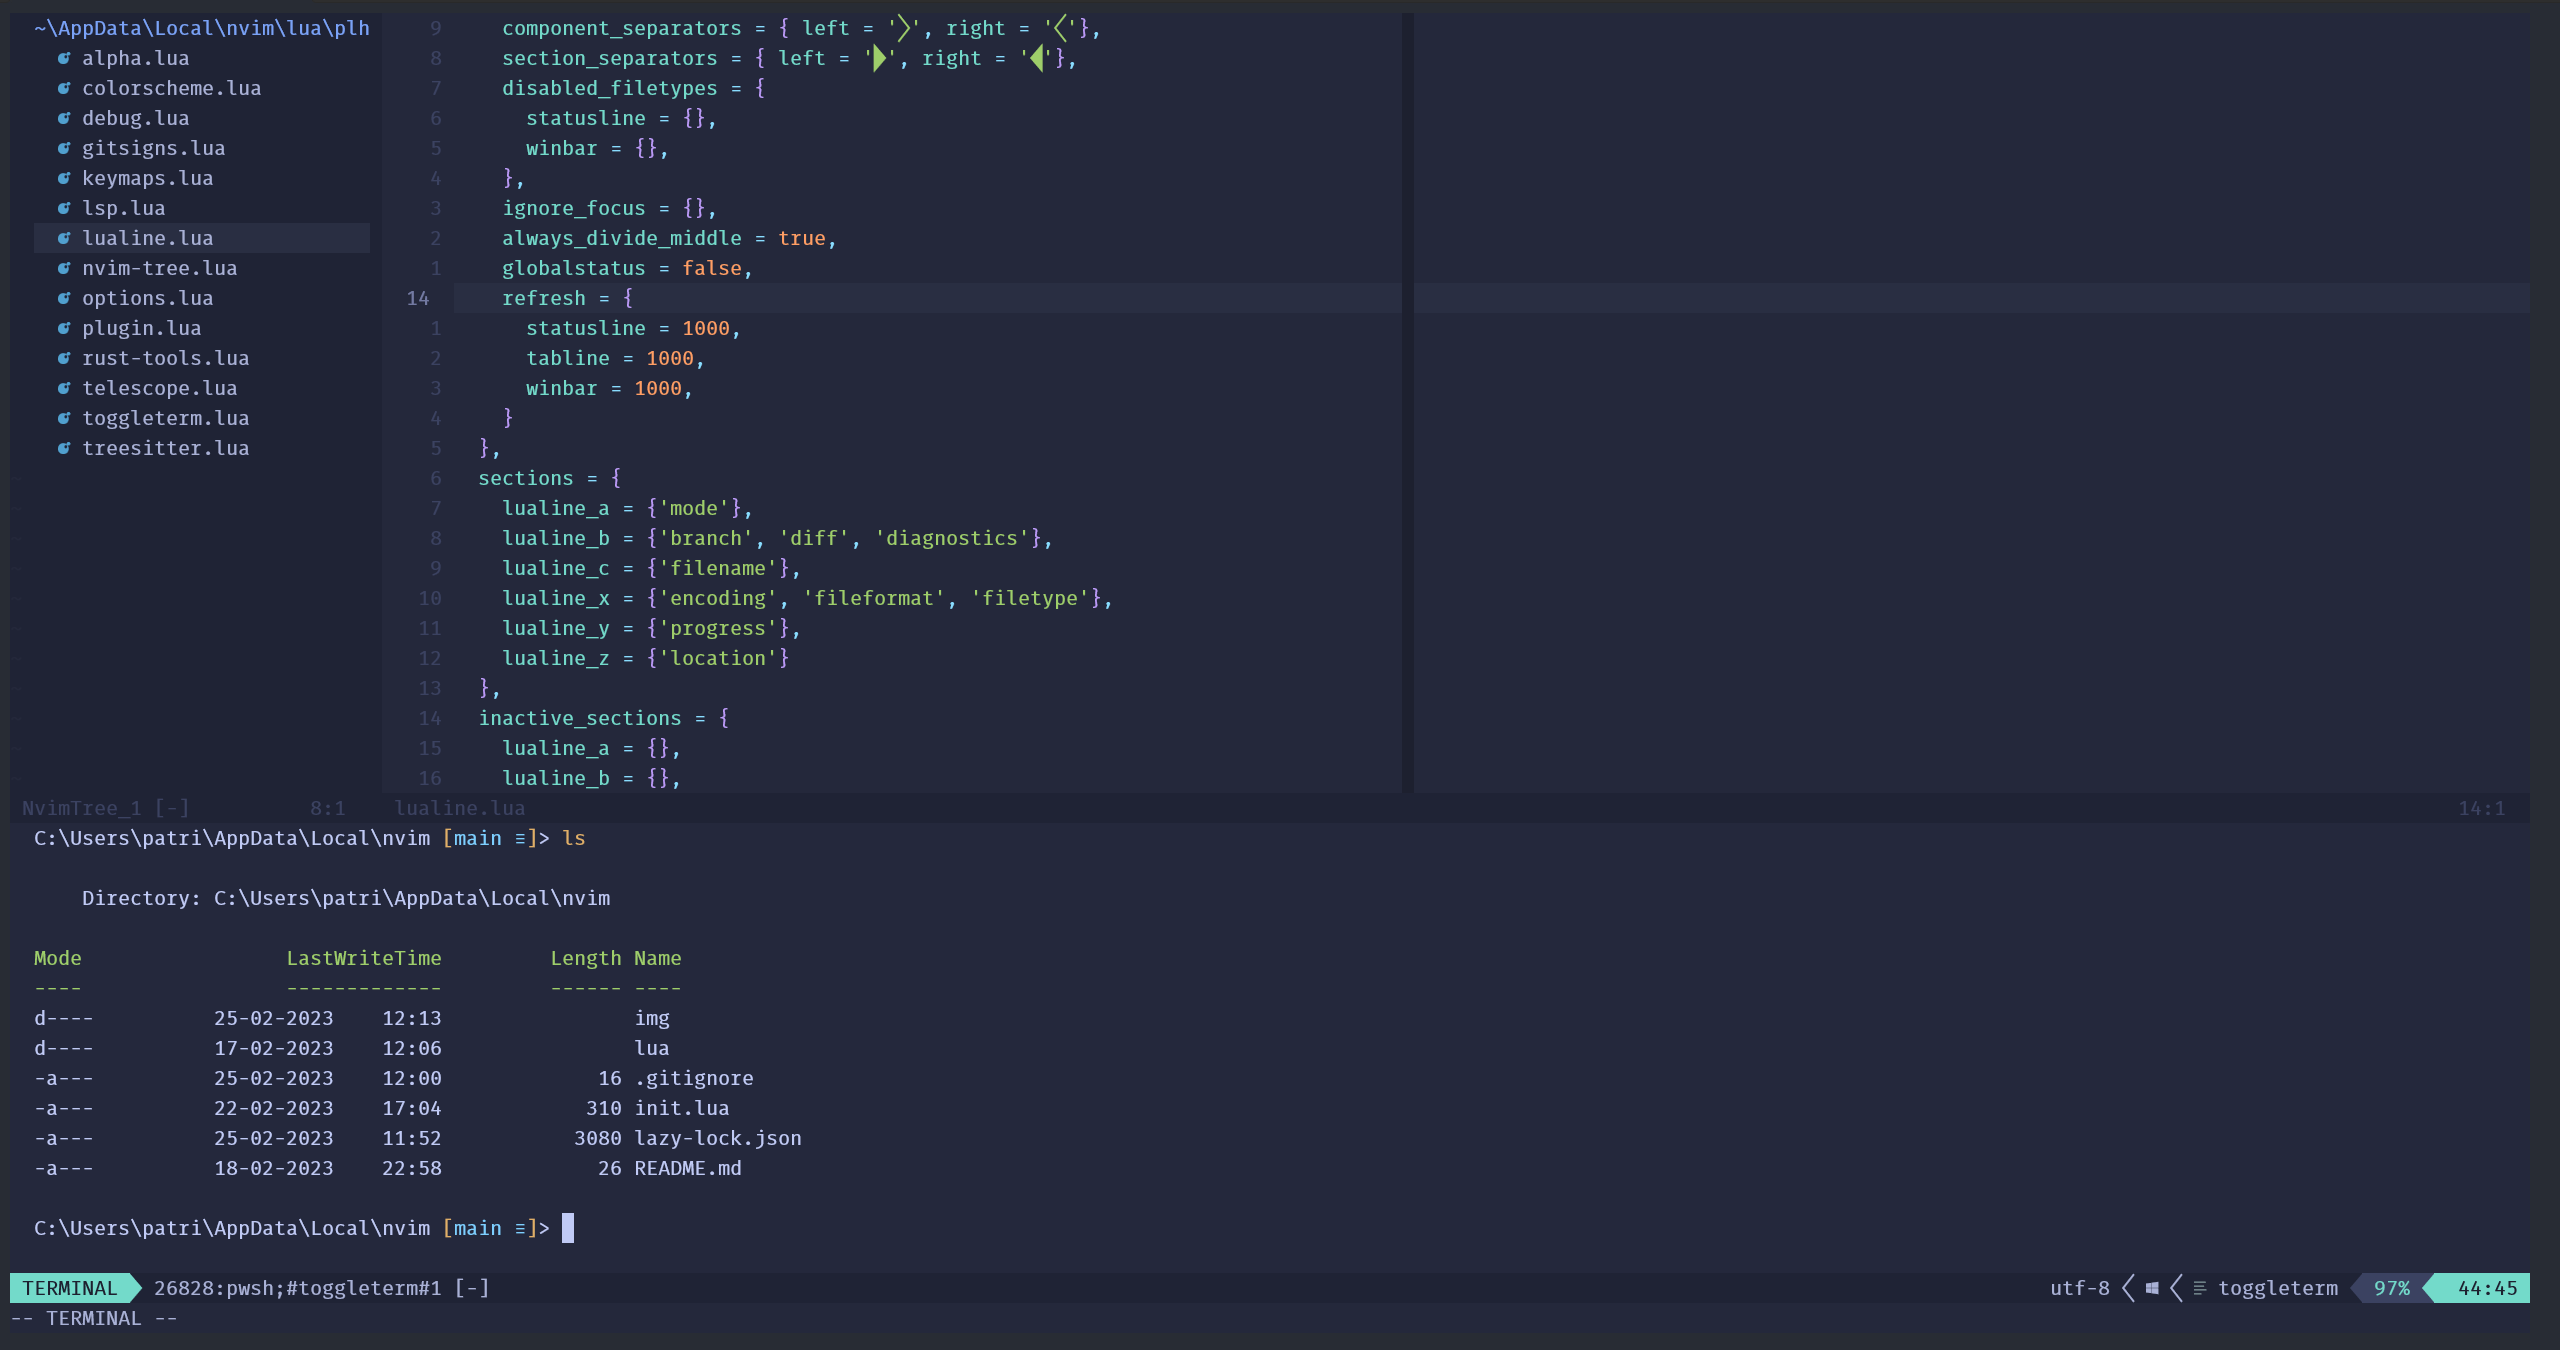 ~\AppData\Local\nvim\lua\plh
alpha.lua
colorscheme.lua
debug.lua
gitsigns.lua
keymaps.lua
lsp.lua
lualine.lua
nvim-tree.lua
options.lua
plugin.lua
rust-tools.lua
telescope.lua
toggleterm.lua
treesitter.lua
9 component_separators = { left = '', right = ''},
8 section_separators = { left = '', right = ''},
7 disabled_filetypes = {
6 statusline = {},
5 winbar = {},
4 },
3 ignore_focus = {},
2 always_divide_middle = true,
1 globalstatus = false,
14 refresh = {
1 statusline = 1000,
2 tabline = 1000,
3 winbar = 1000,
4 }
5 },
6 sections = {
7 lualine_a = {'mode'},
8 lualine_b = {'branch', 'diff', 'diagnostics'},
9 lualine_c = {'filename'},
10 lualine_x = {'encoding', 'fileformat', 'filetype'},
11 lualine_y = {'progress'},
12 lualine_z = {'location'}
13 },
14 inactive_sections = {
15 lualine_a = {},
16 lualine_b = {},
NvimTree_1 [-] 8:1 lualine.lua 14:1
C:\Users\patri\AppData\Local\nvim [main ≡]> ls
Directory: C:\Users\patri\AppData\Local\nvim
Mode LastWriteTime Length Name
---- ------------- ------ ----
d---- 25-02-2023 12:13 img
d---- 17-02-2023 12:06 lua
-a--- 25-02-2023 12:00 16 .gitignore
-a--- 22-02-2023 17:04 310 init.lua
-a--- 25-02-2023 11:52 3080 lazy-lock.json
-a--- 18-02-2023 22:58 26 README.md
C:\Users\patri\AppData\Local\nvim [main ≡]>
TERMINAL 26828:pwsh;#toggleterm#1 [-] utf-8 toggleterm 97% 44:45
-- TERMINAL --